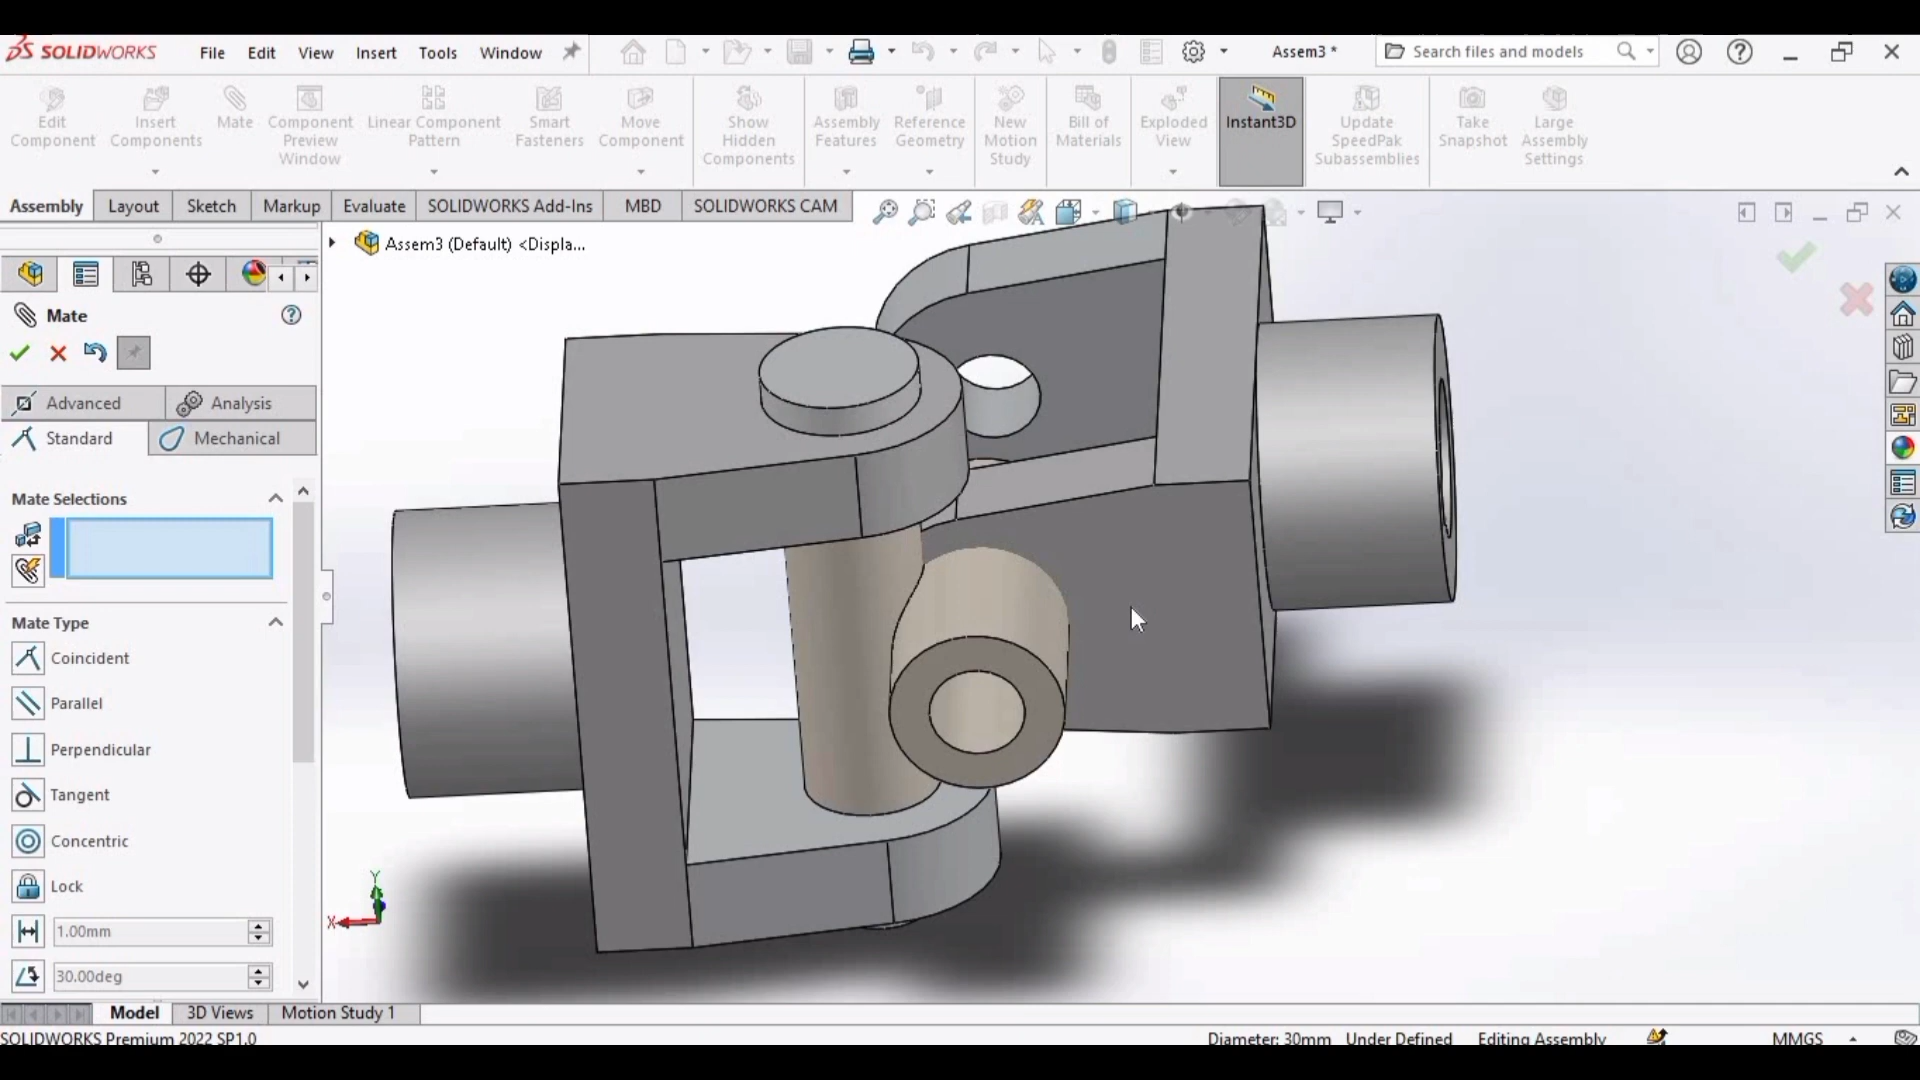 SOLIDWORKS File Edit View Insert Tools Window Assem3 * Search files and models
Edit Component
Insert Components
Mate
Component Preview Window
Linear Component Pattern
Smart Fasteners
Move Component
Show Hidden Components
Assembly Features
Reference Geometry
New Motion Study
Bill of Materials
Exploded View
Instant3D
Update SpeedPak Subassemblies
Take Snapshot
Large Assembly Settings
Assembly Layout Sketch Markup Evaluate SOLIDWORKS Add-Ins MBD SOLIDWORKS CAM
Assem3 (Default) <Displa...
Mate
Advanced Analysis
Standard Mechanical
Mate Selections
Mate Type
Coincident
Parallel
Perpendicular
Tangent
Concentric
Lock
1.00mm
30.00deg
Y
X
Model 3D Views Motion Study 1
SOLIDWORKS Premium 2022 SP1.0 Diameter: 30mm Under Defined Editing Assembly MMGS